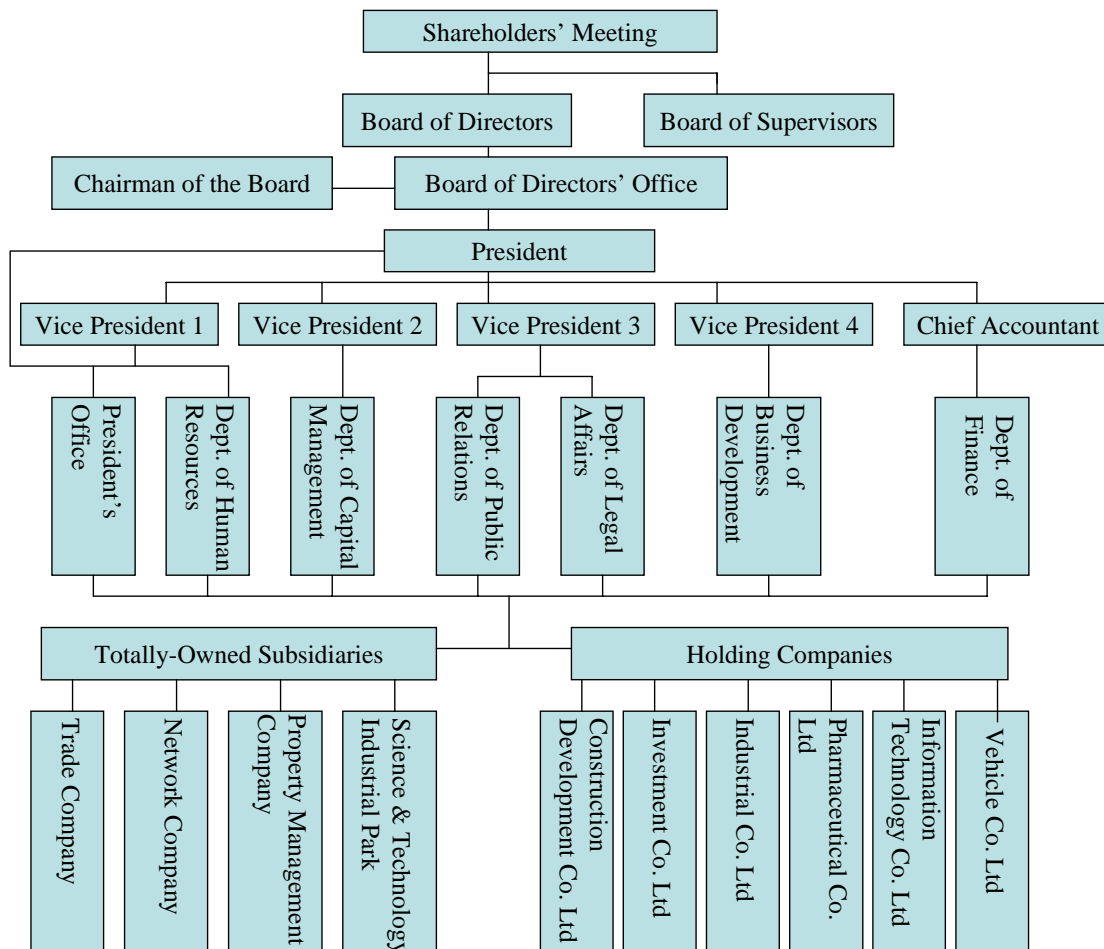 Shareholders’ Meeting
Board of Directors
Board of Supervisors
Chairman of the Board
Board of Directors’ Office
President
Vice President 1
Vice President 2
Vice President 3
Vice President 4
Chief Accountant
President’s
Office
Dept. of Human
Resources
Dept. of Capital
Management
Dept. of Public
Relations
Dept. of Legal
Affairs
Dept. of
Business
Development
Dept. of
Finance
Totally-Owned Subsidiaries
Holding Companies
Trade Company
Network Company
Property Management
Company
Science & Technology
Industrial Park
Construction
Development Co. Ltd
Investment Co. Ltd
Industrial Co. Ltd
Pharmaceutical Co.
Ltd
Information
Technology Co. Ltd
Vehicle Co. Ltd